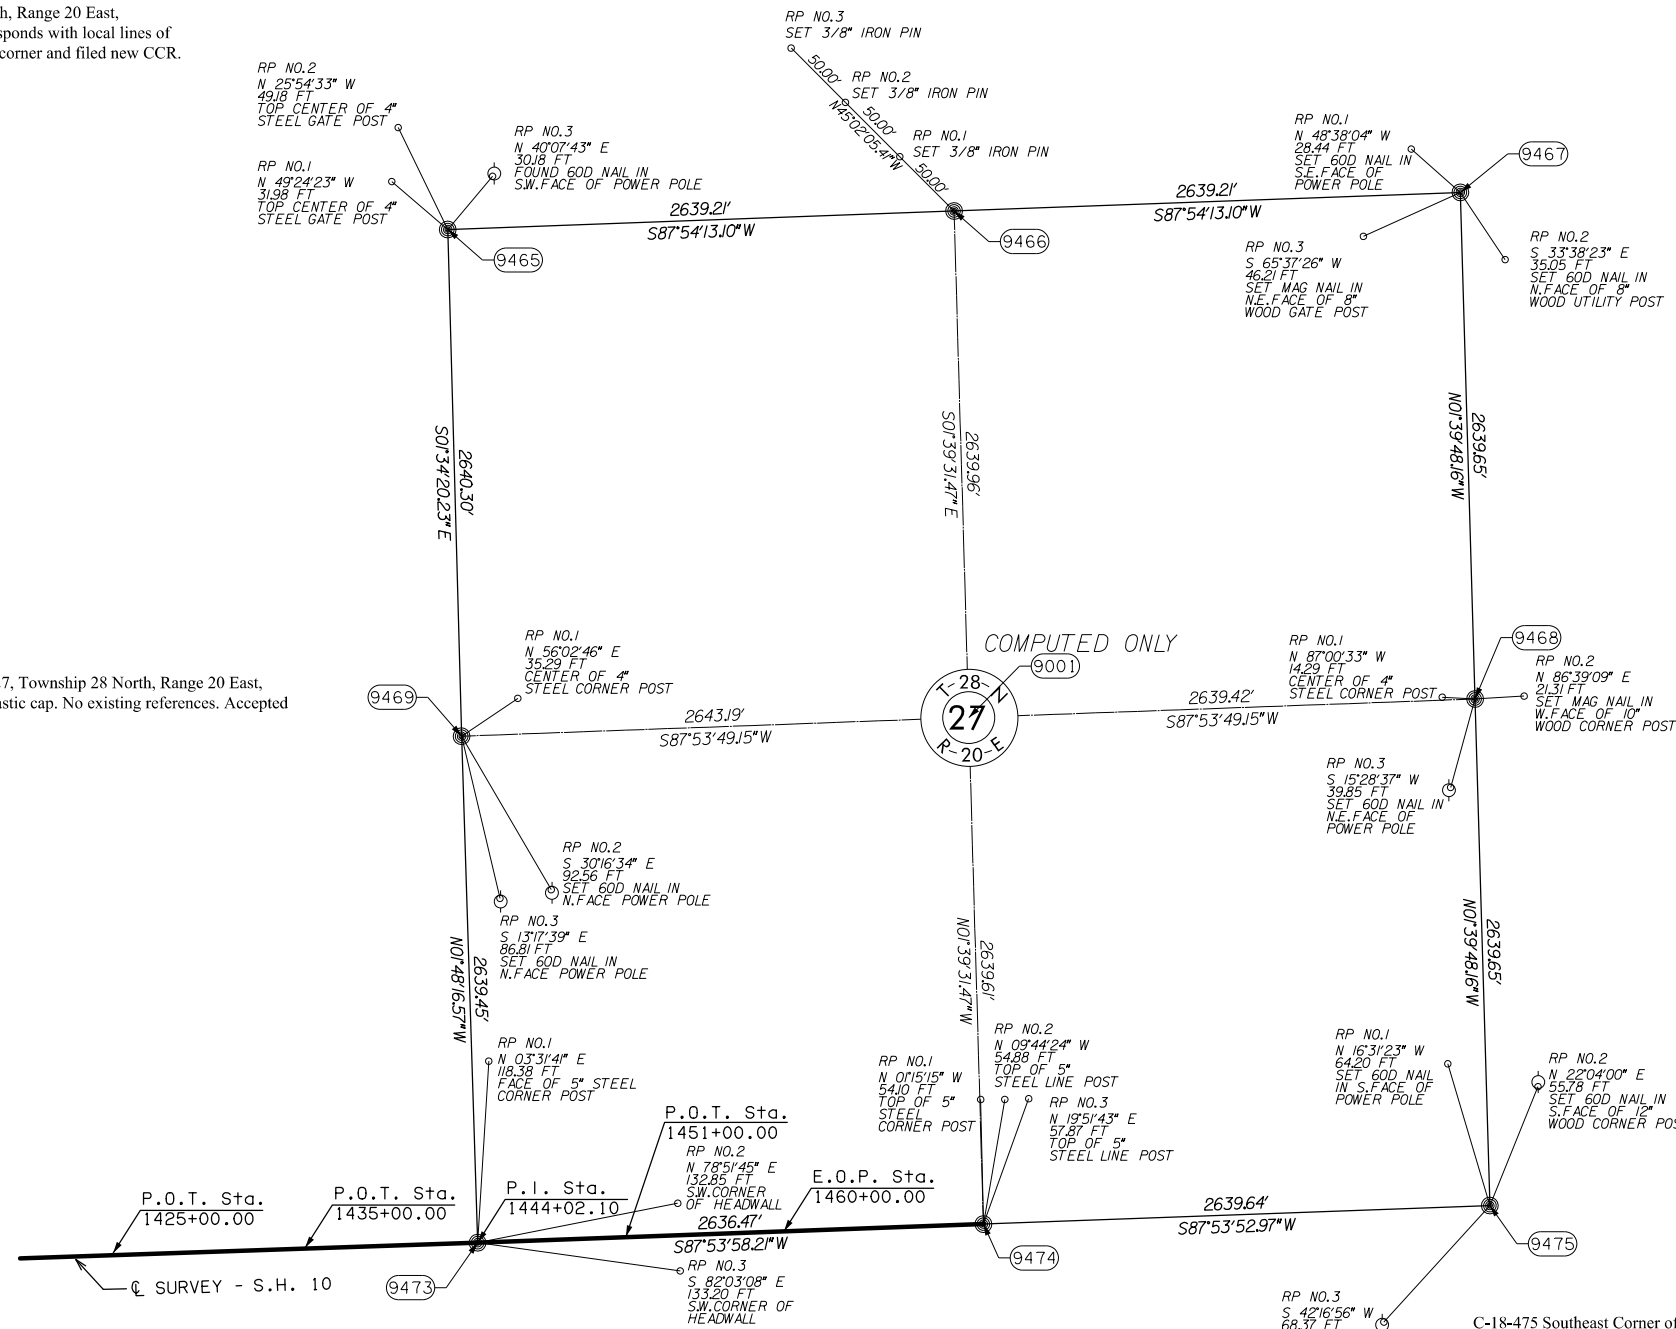 h, Range 20 East,
sponds with local lines of
corner and filed new CCR.
RP NO.2
N 25°54'33" W
49.18 FT
TOP CENTER OF 4"
STEEL GATE POST
RP NO.1
N 49°24'23" W
31.98 FT
TOP CENTER OF 4"
STEEL GATE POST
RP NO.3
N 40°07'43" E
30.18 FT
FOUND 60D NAIL IN
S.W.FACE OF POWER POLE
9465
2639.21'
S87°54'13.10"W
RP NO.3
SET 3/8" IRON PIN
50.00'
RP NO.2
SET 3/8" IRON PIN
50.00'
N45°02'05.41"W
RP NO.1
SET 3/8" IRON PIN
50.00'
9466
2639.21'
S87°54'13.10"W
RP NO.1
N 48°38'04" W
28.44 FT
SET 60D NAIL IN
S.E.FACE OF
POWER POLE
9467
RP NO.3
S 65°37'26" W
46.21 FT
SET MAG NAIL IN
N.E.FACE OF 8"
WOOD GATE POST
RP NO.2
S 33°38'23" E
35.05 FT
SET 60D NAIL IN
N.FACE OF 8"
WOOD UTILITY POST
2640.30'
S01°34'20.23"E
2639.96'
S01°39'31.47"E
2639.65'
N01°39'48.16"W
7, Township 28 North, Range 20 East,
astic cap. No existing references. Accepted
9469
RP NO.1
N 56°02'46" E
35.29 FT
CENTER OF 4"
STEEL CORNER POST
2643.19'
S87°53'49.15"W
COMPUTED ONLY
9001
T-28-N
27
R-20-E
2639.42'
S87°53'49.15"W
RP NO.1
N 87°00'33" W
14.29 FT
CENTER OF 4"
STEEL CORNER POST
9468
RP NO.2
N 86°39'09" E
21.31 FT
SET MAG NAIL IN
W.FACE OF 10"
WOOD CORNER POST
RP NO.3
S 15°28'37" W
39.85 FT
SET 60D NAIL IN
N.E.FACE OF
POWER POLE
RP NO.2
S 30°16'34" E
92.56 FT
SET 60D NAIL IN
N.FACE POWER POLE
RP NO.3
S 13°17'39" E
86.81 FT
SET 60D NAIL IN
N.FACE POWER POLE
2639.45'
N01°48'16.57"W
2639.61'
N01°39'31.47"W
2639.65'
N01°39'48.16"W
RP NO.1
N 03°31'41" E
118.38 FT
FACE OF 5" STEEL
CORNER POST
RP NO.1
N 01°15'15" W
54.10 FT
TOP OF 5"
STEEL
CORNER POST
RP NO.2
N 09°44'24" W
54.88 FT
TOP OF 5"
STEEL LINE POST
RP NO.3
N 19°51'43" E
57.87 FT
TOP OF 5"
STEEL LINE POST
RP NO.1
N 16°31'23" W
64.20 FT
SET 60D NAIL
IN S.FACE OF
POWER POLE
RP NO.2
N 22°04'00" E
55.78 FT
SET 60D NAIL IN
S.FACE OF 12"
WOOD CORNER POS
P.O.T. Sta.
1425+00.00
P.O.T. Sta.
1435+00.00
P.I. Sta.
1444+02.10
P.O.T. Sta.
1451+00.00
RP NO.2
N 78°51'45" E
132.85 FT
S.W.CORNER
OF HEADWALL
E.O.P. Sta.
1460+00.00
2636.47'
S87°53'58.21"W
2639.64'
S87°53'52.97"W
℄ SURVEY - S.H. 10
9473
RP NO.3
S 82°03'08" E
133.20 FT
S.W.CORNER OF
HEADWALL
9474
9475
RP NO.3
S 42°16'56" W
68.37 FT
C-18-475 Southeast Corner of